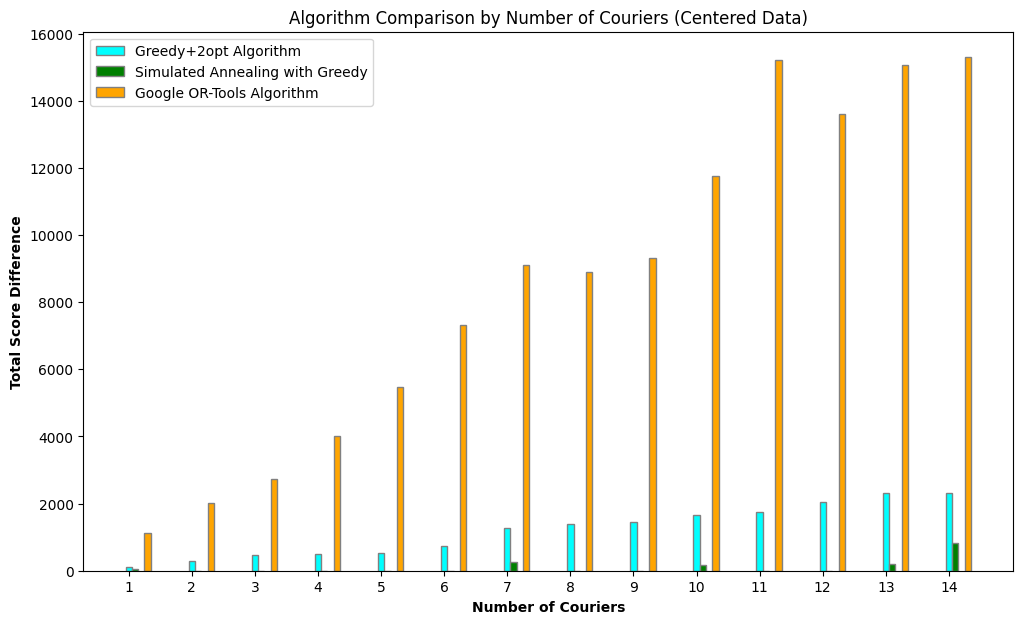 Algorithm Comparison by Number of Couriers (Centered Data)
Greedy+2opt Algorithm
Simulated Annealing with Greedy
Google OR-Tools Algorithm
Total Score Difference
16000
14000
12000
10000
8000
6000
4000
2000
0
1 2 3 4 5 6 7 8 9 10 11 12 13 14
Number of Couriers